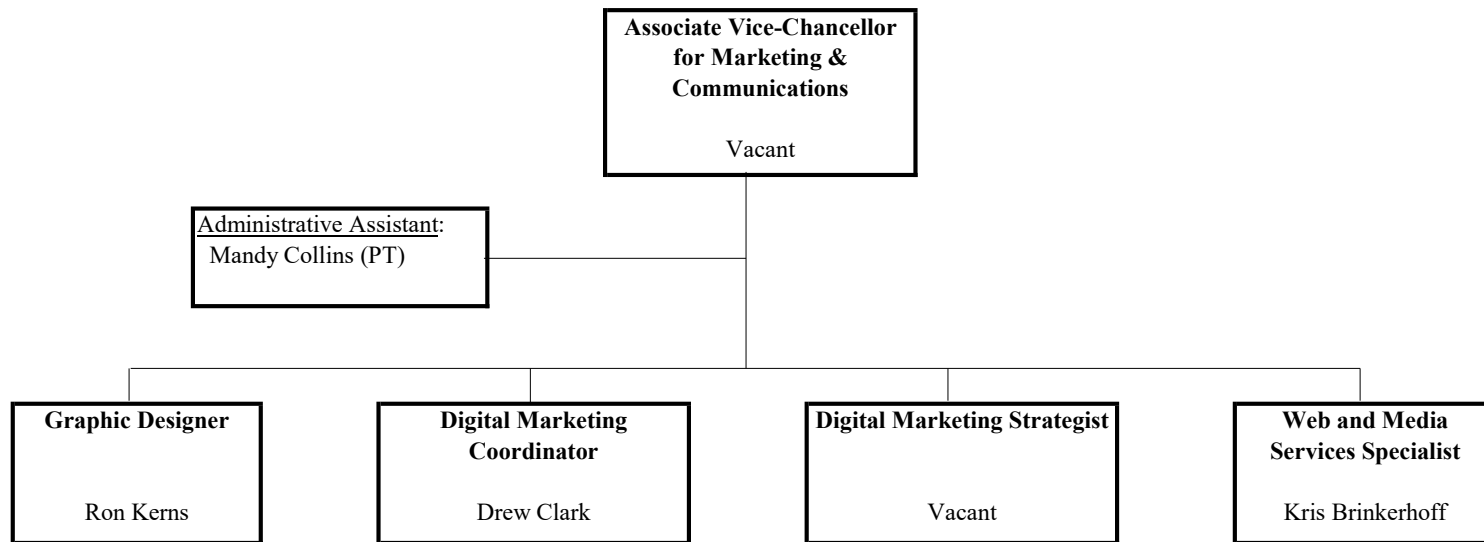 Associate Vice-Chancellor
for Marketing &
Communications
Vacant
Administrative Assistant:
Mandy Collins (PT)
Graphic Designer
Ron Kerns
Digital Marketing
Coordinator
Drew Clark
Digital Marketing Strategist
Vacant
Web and Media
Services Specialist
Kris Brinkerhoff